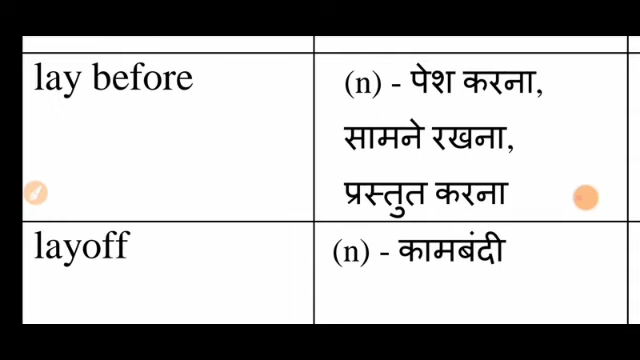 lay before
(n) - पेश करना,
सामने रखना,
प्रस्तुत करना
layoff
(n) - कामबंदी